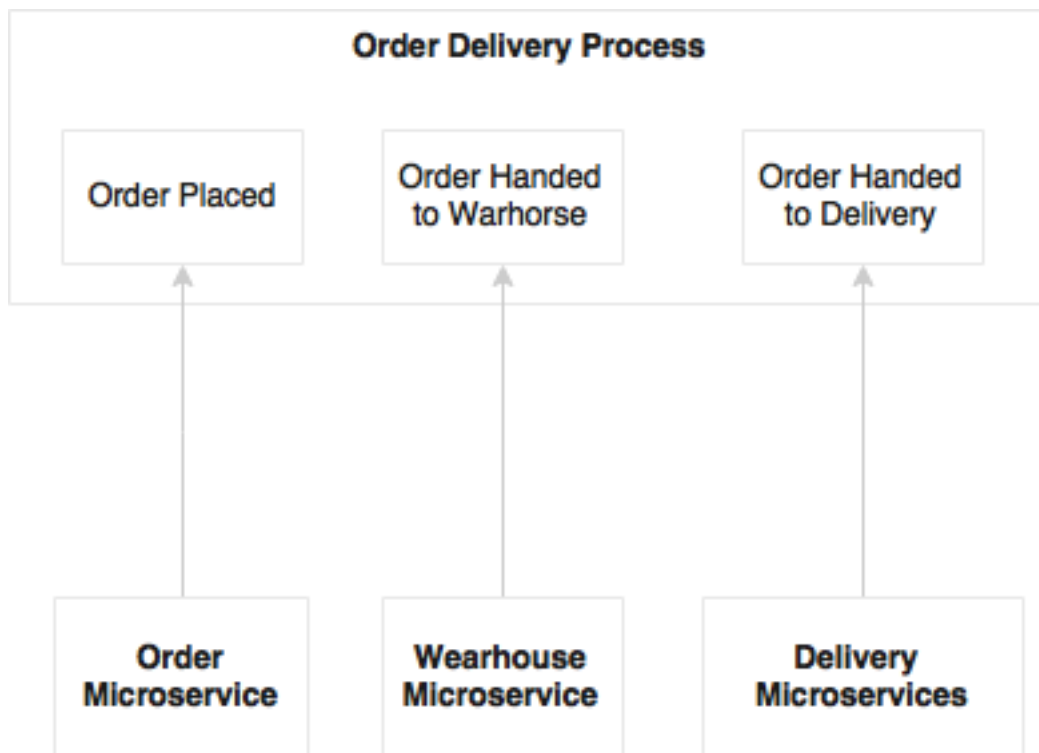 Order Delivery Process
Order Placed
Order Handed
to Warhorse
Order Handed
to Delivery
Order
Microservice
Wearhouse
Microservice
Delivery
Microservices